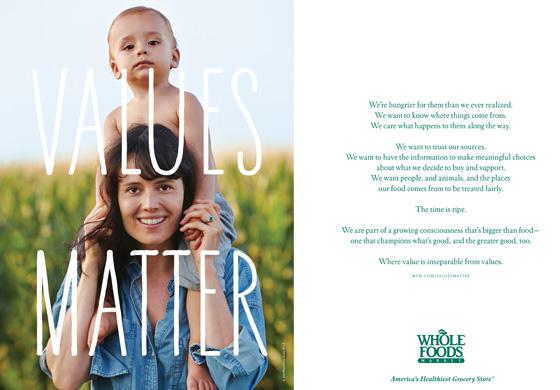 VALUES
MATTER
We're hungrier for them than we ever realized.
We want to know where things come from.
We care what happens to them along the way.
We want to trust our sources.
We want to have the information to make meaningful choices
about what we decide to buy and support.
We want people, and animals, and the places
our food comes from to be treated fairly.
The time is ripe.
We are part of a growing consciousness that's bigger than food—
one that champions what's good, and the greater good, too.
Where value is inseparable from values.
WFM.COM/VALUESMATTER
WHOLE
FOODS
MARKET
America's Healthiest Grocery Store®